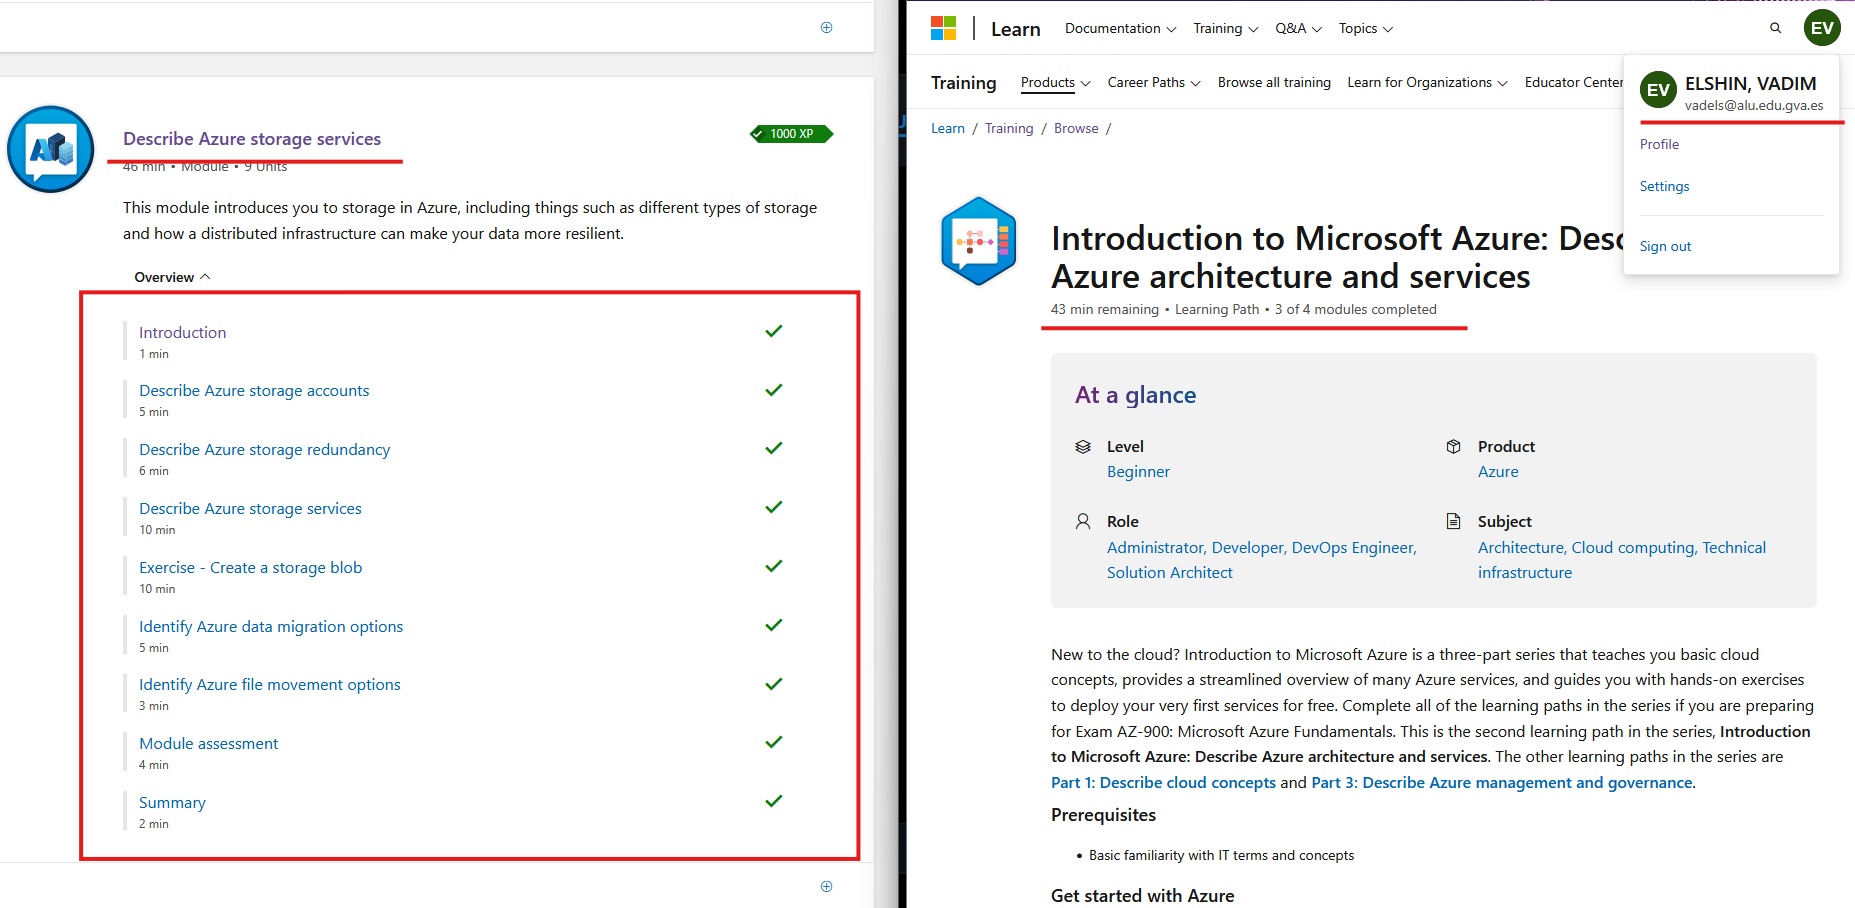 Describe Azure storage services
1000 XP
46 min • Module • 9 Units
This module introduces you to storage in Azure, including things such as different types of storage
and how a distributed infrastructure can make your data more resilient.
Overview
Introduction
1 min
Describe Azure storage accounts
5 min
Describe Azure storage redundancy
6 min
Describe Azure storage services
10 min
Exercise - Create a storage blob
10 min
Identify Azure data migration options
5 min
Identify Azure file movement options
3 min
Module assessment
4 min
Summary
2 min
Learn Documentation Training Q&A Topics
EV
Training Products Career Paths Browse all training Learn for Organizations Educator Center
EV
ELSHIN, VADIM
vadels@alu.edu.gva.es
Profile
Settings
Sign out
Learn / Training / Browse /
Introduction to Microsoft Azure: Desc
Azure architecture and services
43 min remaining • Learning Path • 3 of 4 modules completed
At a glance
Level
Beginner
Product
Azure
Role
Administrator, Developer, DevOps Engineer,
Solution Architect
Subject
Architecture, Cloud computing, Technical
infrastructure
New to the cloud? Introduction to Microsoft Azure is a three-part series that teaches you basic cloud
concepts, provides a streamlined overview of many Azure services, and guides you with hands-on exercises
to deploy your very first services for free. Complete all of the learning paths in the series if you are preparing
for Exam AZ-900: Microsoft Azure Fundamentals. This is the second learning path in the series, Introduction
to Microsoft Azure: Describe Azure architecture and services. The other learning paths in the series are
Part 1: Describe cloud concepts and Part 3: Describe Azure management and governance.
Prerequisites
• Basic familiarity with IT terms and concepts
Get started with Azure